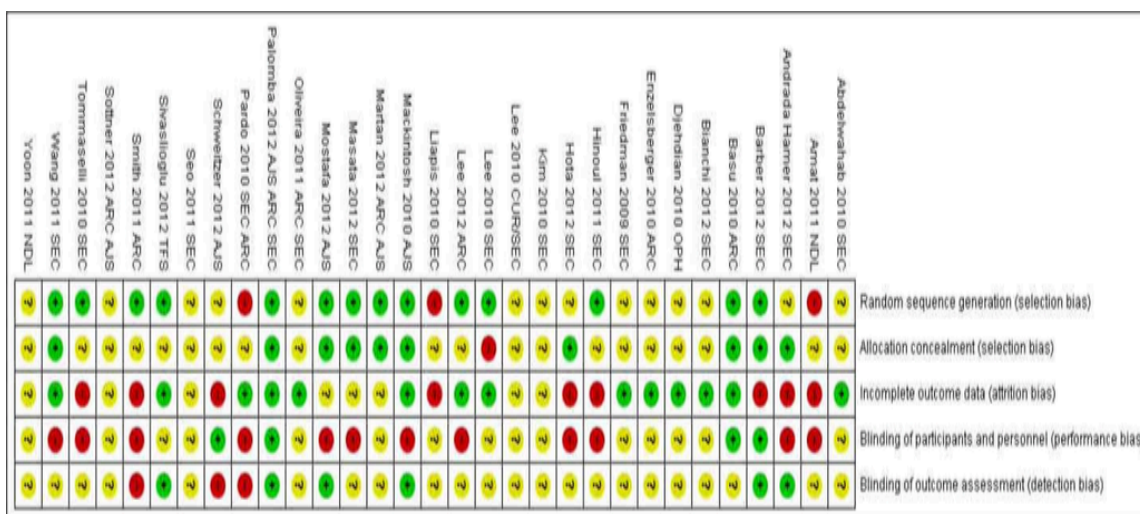 Abdelwahab 2010 SEC
Amat 2011 NDL
Andrada Hamer 2012 SEC
Barber 2012 SEC
Basu 2010 ARC
Bianchi 2012 SEC
Djehdian 2010 OPH
Enzelsberger 2010 ARC
Friedman 2009 SEC
Hinoul 2011 SEC
Hota 2012 SEC
Kim 2010 SEC
Lee 2010 CUR/SEC
Lee 2010 SEC
Lee 2012 ARC
Liapis 2010 SEC
Mackintosh 2010 AJS
Martan 2012 ARC AJS
Masata 2012 SEC
Mostafa 2012 AJS
Oliveira 2011 ARC SEC
Palomba 2012 AJS ARC SEC
Pardo 2010 SEC ARC
Schweitzer 2012 AJS
Seo 2011 SEC
Sivaslioglu 2012 TFS
Smith 2011 ARC
Sottner 2012 ARC AJS
Tommaselli 2010 SEC
Wang 2011 SEC
Yoon 2011 NDL
Random sequence generation (selection bias)
Allocation concealment (selection bias)
Incomplete outcome data (attrition bias)
Blinding of participants and personnel (performance bias
Blinding of outcome assessment (detection bias)